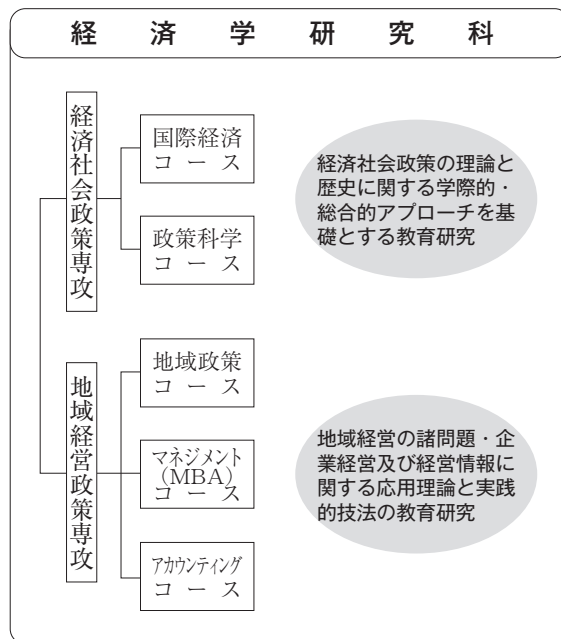 経済学研究科
経済社会政策専攻
国際経済
コース
政策科学
コース
経済社会政策の理論と
歴史に関する学際的・
総合的アプローチを基
礎とする教育研究
地域経営政策専攻
地域政策
コース
マネジメント
(MBA)
コース
アカウンティング
コース
地域経営の諸問題・企
業経営及び経営情報に
関する応用理論と実践
的技法の教育研究